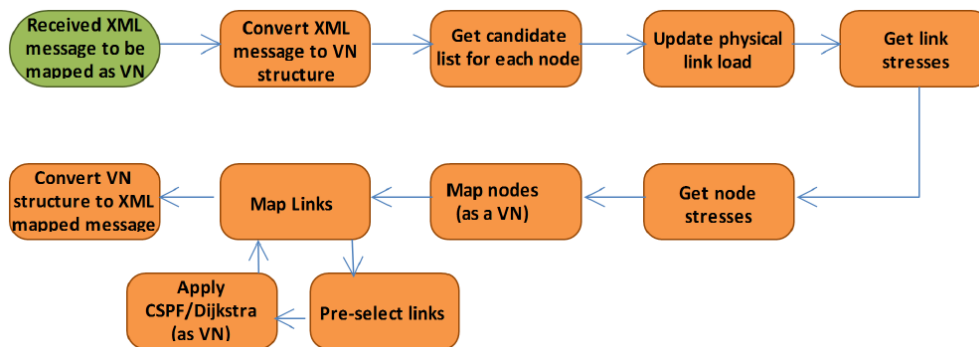 Received XML
message to be
mapped as VN
Convert XML
message to VN
structure
Get candidate
list for each node
Update physical
link load
Get link
stresses
Get node
stresses
Map nodes
(as a VN)
Map Links
Convert VN
structure to XML
mapped message
Pre-select links
Apply
CSPF/Dijkstra
(as VN)